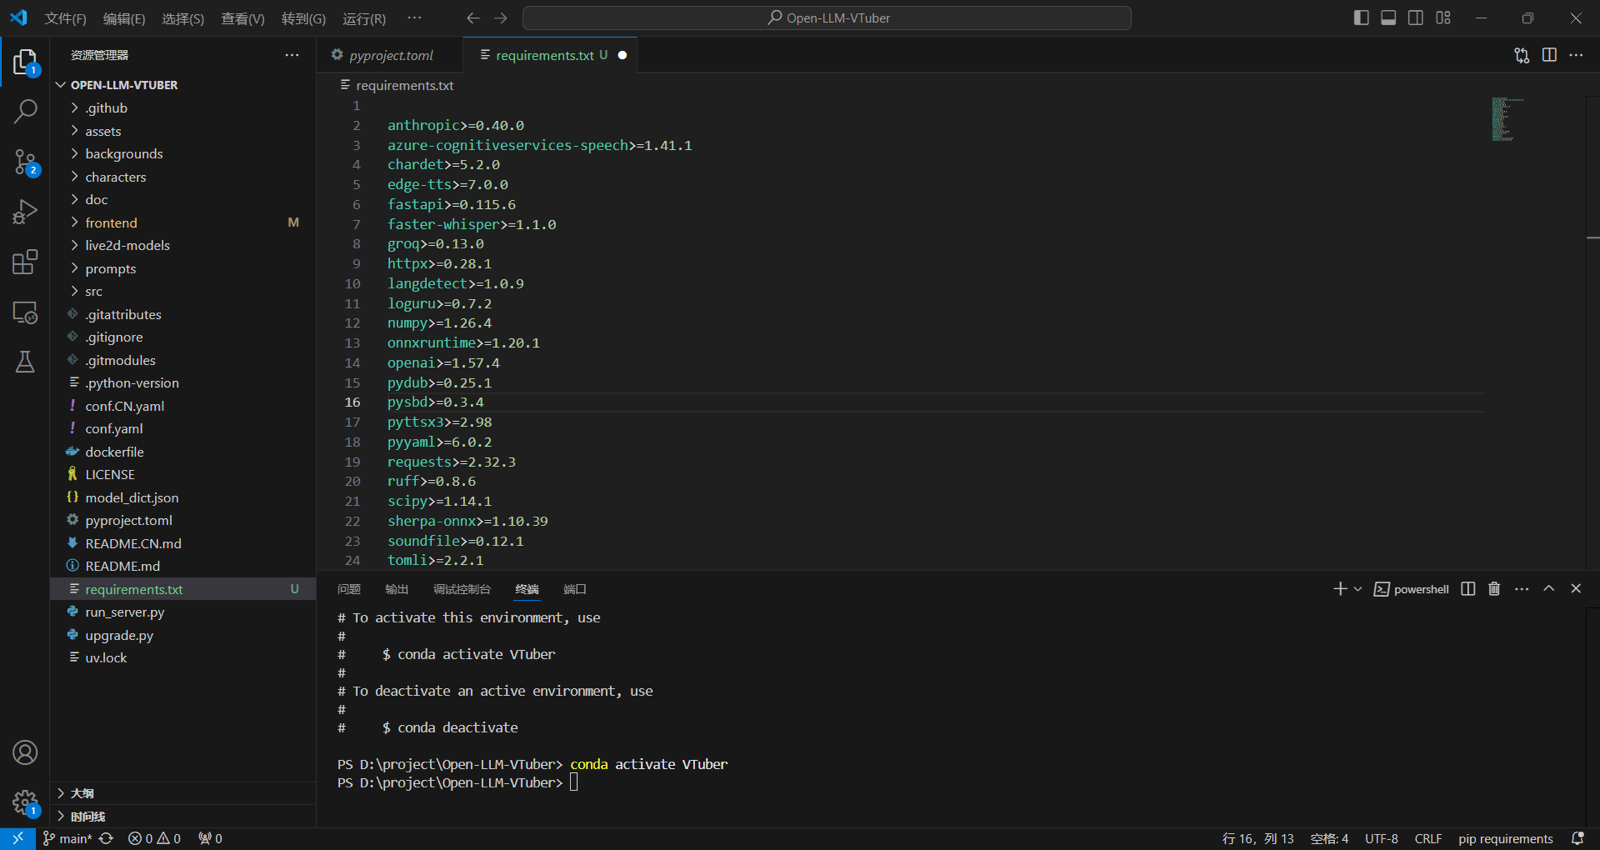 文件(F) 编辑(E) 选择(S) 查看(V) 转到(G) 运行(R) ··· Open-LLM-VTuber
资源管理器 ···
pyproject.toml requirements.txt U
requirements.txt
OPEN-LLM-VTUBER
.github
assets
backgrounds
characters
doc
frontend M
live2d-models
prompts
src
.gitattributes
.gitignore
.gitmodules
.python-version
conf.CN.yaml
conf.yaml
dockerfile
LICENSE
model_dict.json
pyproject.toml
README.CN.md
README.md
requirements.txt U
run_server.py
upgrade.py
uv.lock
大纲
时间线
1
2 anthropic>=0.40.0
3 azure-cognitiveservices-speech>=1.41.1
4 chardet>=5.2.0
5 edge-tts>=7.0.0
6 fastapi>=0.115.6
7 faster-whisper>=1.1.0
8 groq>=0.13.0
9 httpx>=0.28.1
10 langdetect>=1.0.9
11 loguru>=0.7.2
12 numpy>=1.26.4
13 onnxruntime>=1.20.1
14 openai>=1.57.4
15 pydub>=0.25.1
16 pysbd>=0.3.4
17 pyttsx3>=2.98
18 pyyaml>=6.0.2
19 requests>=2.32.3
20 ruff>=0.8.6
21 scipy>=1.14.1
22 sherpa-onnx>=1.10.39
23 soundfile>=0.12.1
24 tomli>=2.2.1
问题 输出 调试控制台 终端 端口 powershell
# To activate this environment, use
#
#     $ conda activate VTuber
#
# To deactivate an active environment, use
#
#     $ conda deactivate
PS D:\project\Open-LLM-VTuber> conda activate VTuber
PS D:\project\Open-LLM-VTuber>
1
2
1
main* 0 0 0 行 16, 列 13 空格: 4 UTF-8 CRLF pip requirements